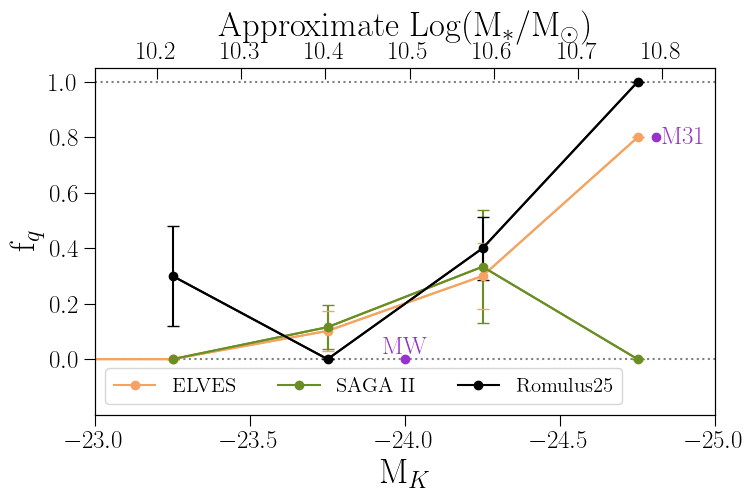 Approximate Log(M*/M☉)
10.2 10.3 10.4 10.5 10.6 10.7 10.8
1.0
0.8
0.6
0.4
0.2
0.0
f_q
M31
MW
ELVES SAGA II Romulus25
−23.0 −23.5 −24.0 −24.5 −25.0
M_K